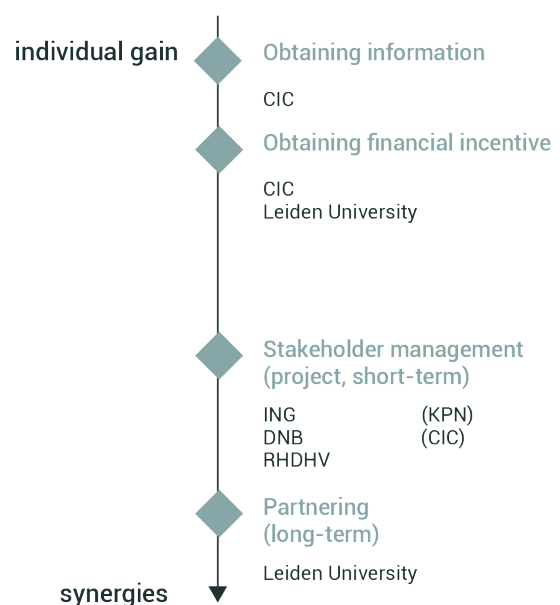 individual gain
Obtaining information
CIC
Obtaining financial incentive
CIC
Leiden University
Stakeholder management
(project, short-term)
ING (KPN)
DNB (CIC)
RHDHV
Partnering
(long-term)
Leiden University
synergies